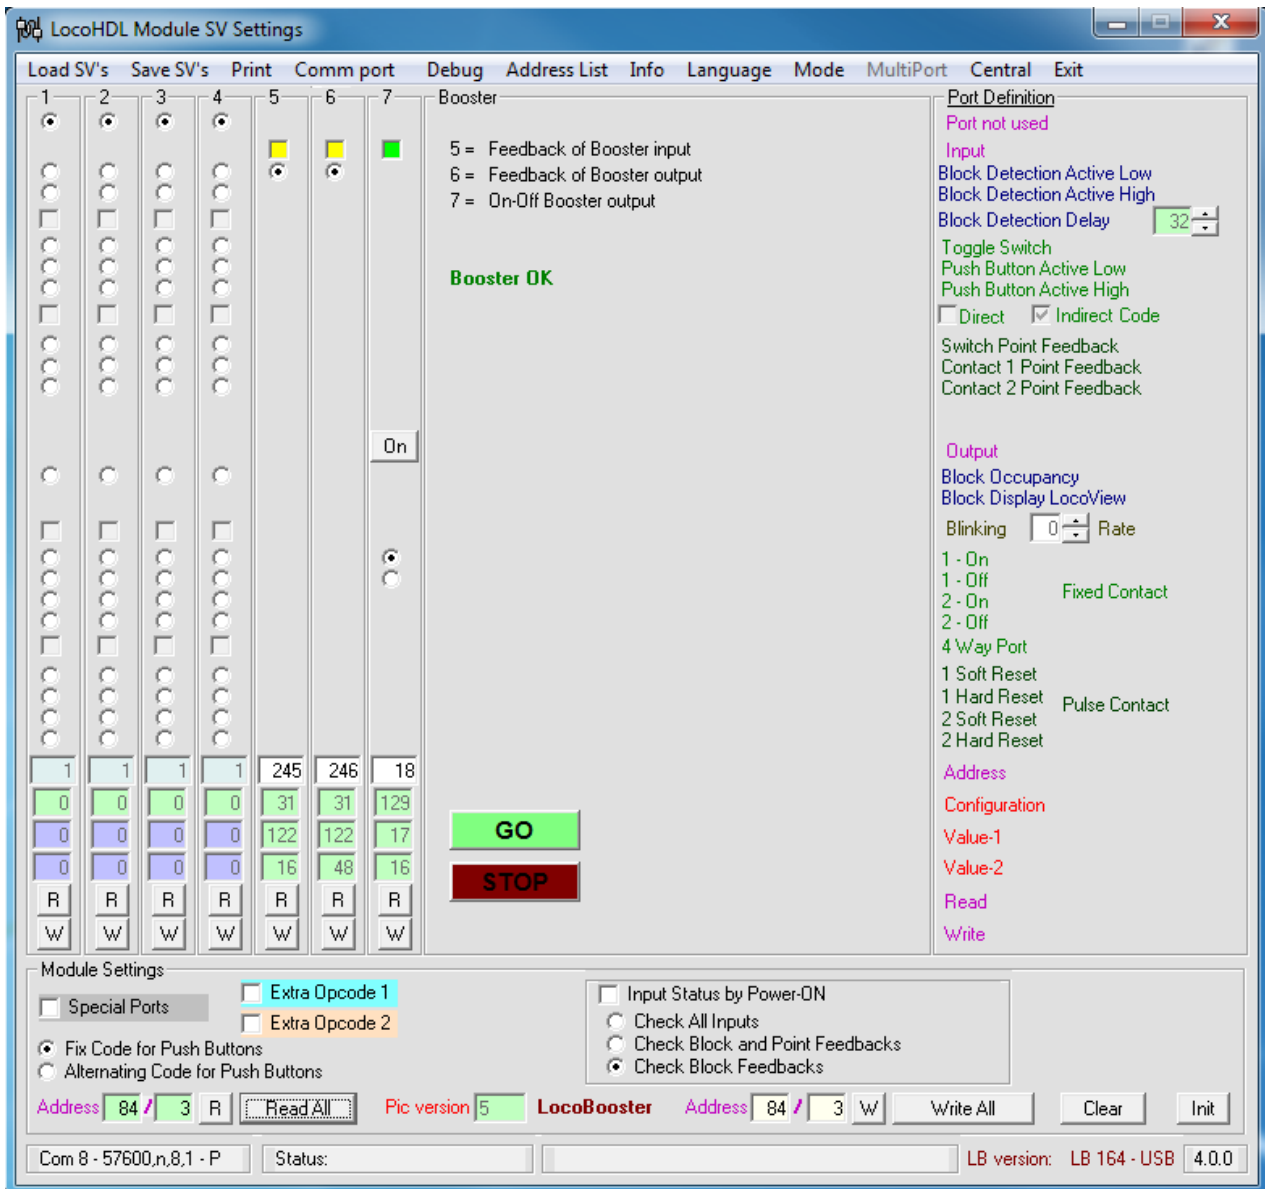 LocoHDL Module SV Settings
Load SV's Save SV's Print Comm port Debug Address List Info Language Mode MultiPort Central Exit
1 2 3 4 5 6 7 Booster Port Definition
Port not used
5 = Feedback of Booster input Input
6 = Feedback of Booster output Block Detection Active Low
7 = On-Off Booster output Block Detection Active High
Block Detection Delay 32
Toggle Switch
Booster OK Push Button Active Low
Push Button Active High
Direct Indirect Code
Switch Point Feedback
Contact 1 Point Feedback
Contact 2 Point Feedback
On Output
Block Occupancy
Block Display LocoView
Blinking 0 Rate
1 - On
1 - Off Fixed Contact
2 - On
2 - Off
4 Way Port
1 Soft Reset
1 Hard Reset Pulse Contact
2 Soft Reset
2 Hard Reset
1 1 1 1 245 246 18 Address
0 0 0 0 31 31 129 Configuration
0 0 0 0 122 122 17 GO Value-1
0 0 0 0 16 48 16 STOP Value-2
R R R R R R R Read
W W W W W W W Write
Module Settings
Special Ports Extra Opcode 1 Input Status by Power-ON
Extra Opcode 2 Check All Inputs
Fix Code for Push Buttons Check Block and Point Feedbacks
Alternating Code for Push Buttons Check Block Feedbacks
Address 84 / 3 R Read All Pic version 5 LocoBooster Address 84 / 3 W Write All Clear Init
Com 8 - 57600,n,8,1 - P Status: LB version: LB 164 - USB 4.0.0